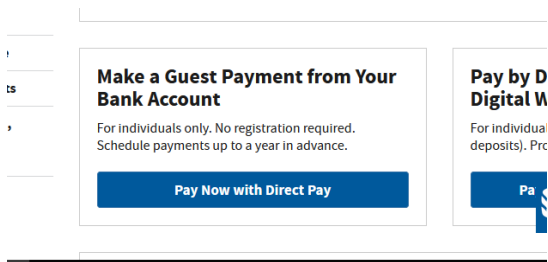 ts
,
Make a Guest Payment from Your
Bank Account
For individuals only. No registration required.
Schedule payments up to a year in advance.
Pay Now with Direct Pay
Pay by D
Digital W
For individual
deposits). Pro
Pa